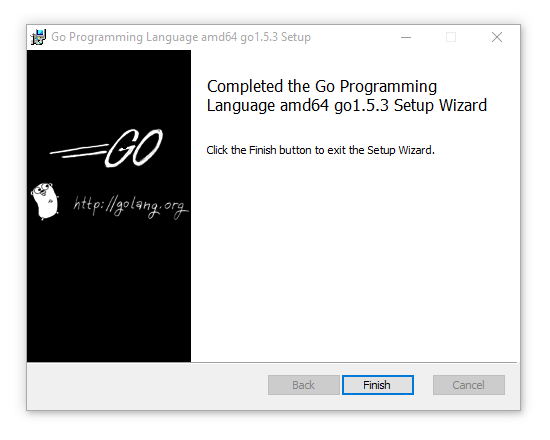 Go Programming Language amd64 go1.5.3 Setup
Completed the Go Programming
Language amd64 go1.5.3 Setup Wizard
Click the Finish button to exit the Setup Wizard.
GO
http://golang.org
Back
Finish
Cancel